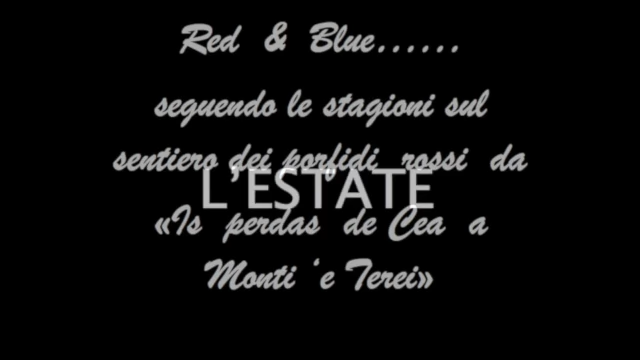 Red & Blue......
seguendo le stagioni sul
sentiero dei porfidi rossi da
L'ESTATE
«Is perdas de Cea a
Monti 'e Terei»